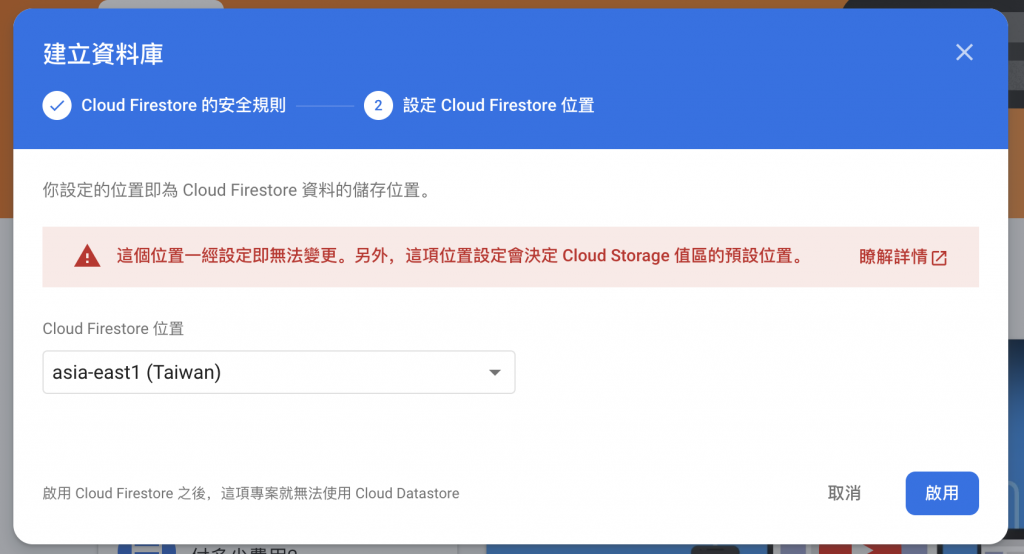 建立資料庫
Cloud Firestore 的安全規則
2 設定 Cloud Firestore 位置
你設定的位置即為 Cloud Firestore 資料的儲存位置。
這個位置一經設定即無法變更。另外，這項位置設定會決定 Cloud Storage 值區的預設位置。 瞭解詳情
Cloud Firestore 位置
asia-east1 (Taiwan)
啟用 Cloud Firestore 之後，這項專案就無法使用 Cloud Datastore
取消
啟用
付多少費用?